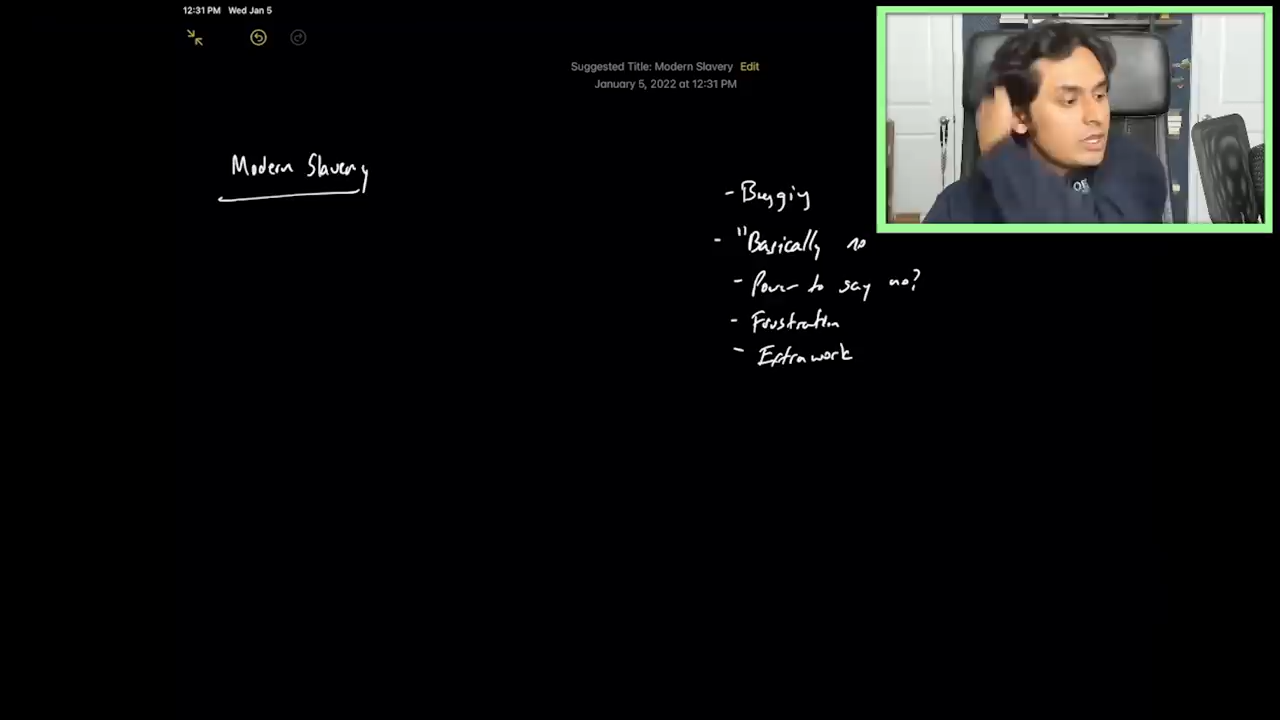 12:31 PM Wed Jan 5
Suggested Title: Modern Slavery Edit
January 5, 2022 at 12:31 PM
Modern Slavery
- "Basically no
- Power to say no?
- Frustration
- Extra work